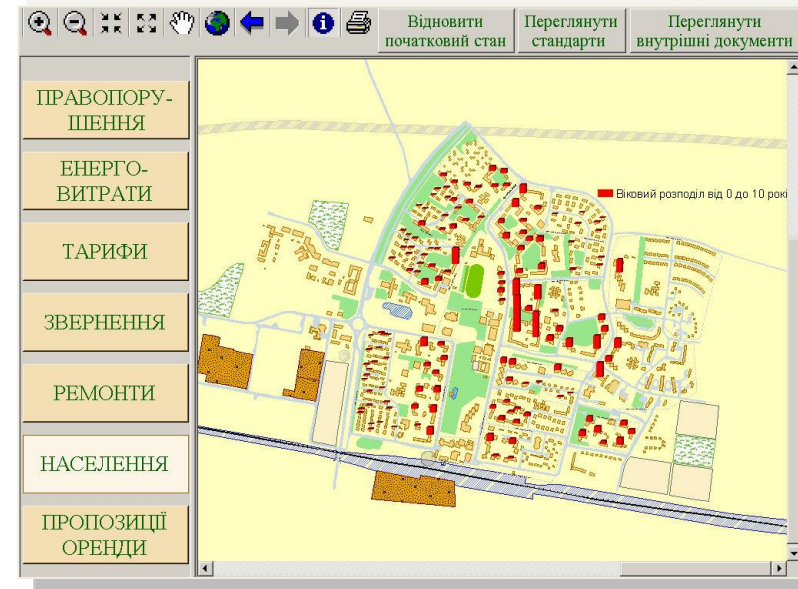 Відновити
початковий стан
Переглянути
стандарти
Переглянути
внутрішні документи
ПРАВОПОРУ-
ШЕННЯ
ЕНЕРГО-
ВИТРАТИ
ТАРИФИ
ЗВЕРНЕННЯ
РЕМОНТИ
НАСЕЛЕННЯ
ПРОПОЗИЦІЇ
ОРЕНДИ
Віковий розподіл від 0 до 10 рокі